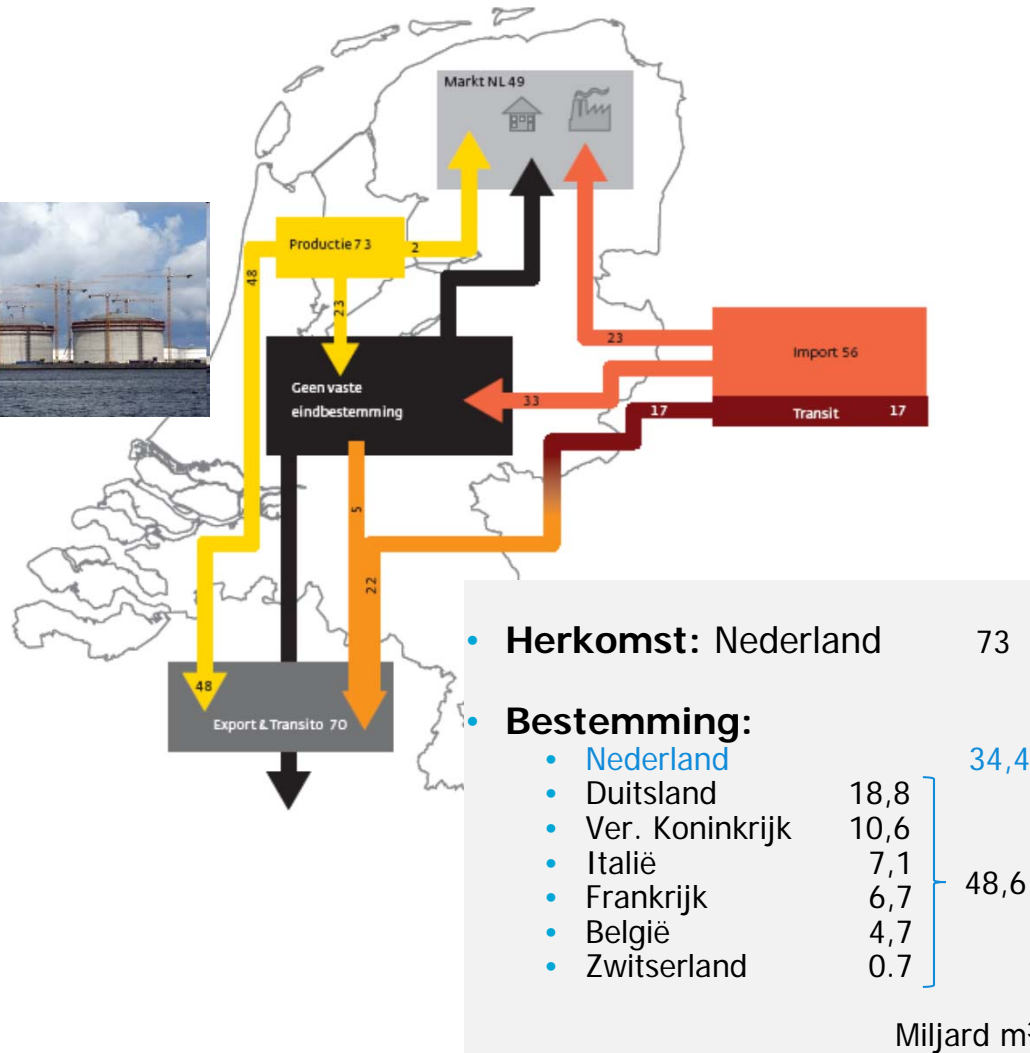 Markt NL 49
Productie 73
2
48
23
23
Import 56
Geen vaste
eindbestemming
33
17
Transit 17
5
22
48
Export & Transito 70
• Herkomst: Nederland 73
• Bestemming:
• Nederland 34,4
• Duitsland 18,8
• Ver. Koninkrijk 10,6
• Italië 7,1
• Frankrijk 6,7
• België 4,7
• Zwitserland 0.7
48,6
Miljard m³